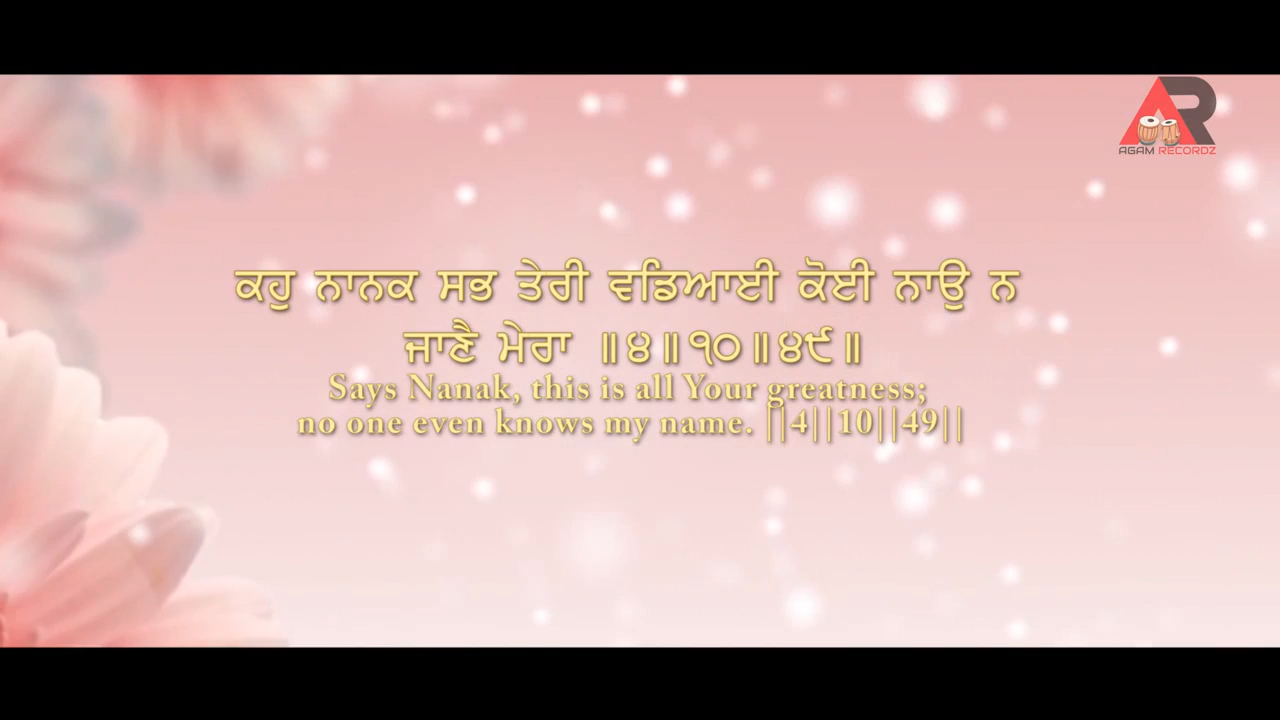 AGAM RECORDZ
ਕਹੁ ਨਾਨਕ ਸਭ ਤੇਰੀ ਵਡਿਆਈ ਕੋਈ ਨਾਉ ਨ
ਜਾਣੈ ਮੇਰਾ ॥੪॥੧੦॥੪੯॥
Says Nanak, this is all Your greatness;
no one even knows my name. ||4||10||49||